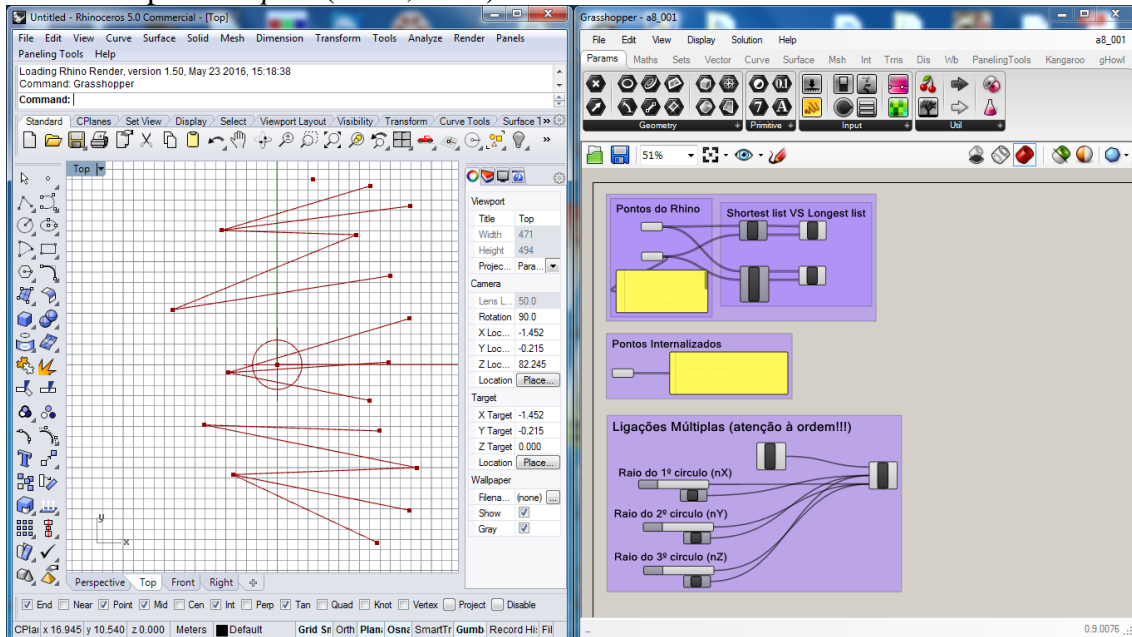 Untitled - Rhinoceros 5.0 Commercial - [Top]
File Edit View Curve Surface Solid Mesh Dimension Transform Tools Analyze Render Panels
Paneling Tools Help
Loading Rhino Render, version 1.50, May 23 2016, 15:18:38
Command: Grasshopper
Command:
Standard CPlanes Set View Display Select Viewport Layout Visibility Transform Curve Tools Surface T
Top
Viewport
Title Top
Width 471
Height 494
Projec... Para...
Camera
Lens L... 50.0
Rotation 90.0
X Loc... -1.452
Y Loc... -0.215
Z Loc... 82.245
Location Place...
Target
X Target -1.452
Y Target -0.215
Z Target 0.000
Location Place...
Wallpaper
Filena... (none) ...
Show
Gray
y
x
Perspective Top Front Right
End Near Point Mid Cen Int Perp Tan Quad Knot Vertex Project Disable
CPlai x 16.945 y 10.540 z 0.000 Meters Default Grid Sn Orth Plan: Osna SmartTr Gumb Record Hi: Fil
Grasshopper - a8_001
File Edit View Display Solution Help a8_001
Params Maths Sets Vector Curve Surface Msh Int Trns Dis Wb PanelingTools Kangaroo gHowl
Geometry Primitive Input Util
51%
Pontos do Rhino
Shortest list VS Longest list
Pontos Internalizados
Ligações Múltiplas (atenção à ordem!!!)
Raio do 1º circulo (nX)
Raio do 2º circulo (nY)
Raio do 3º circulo (nZ)
0.9.0076